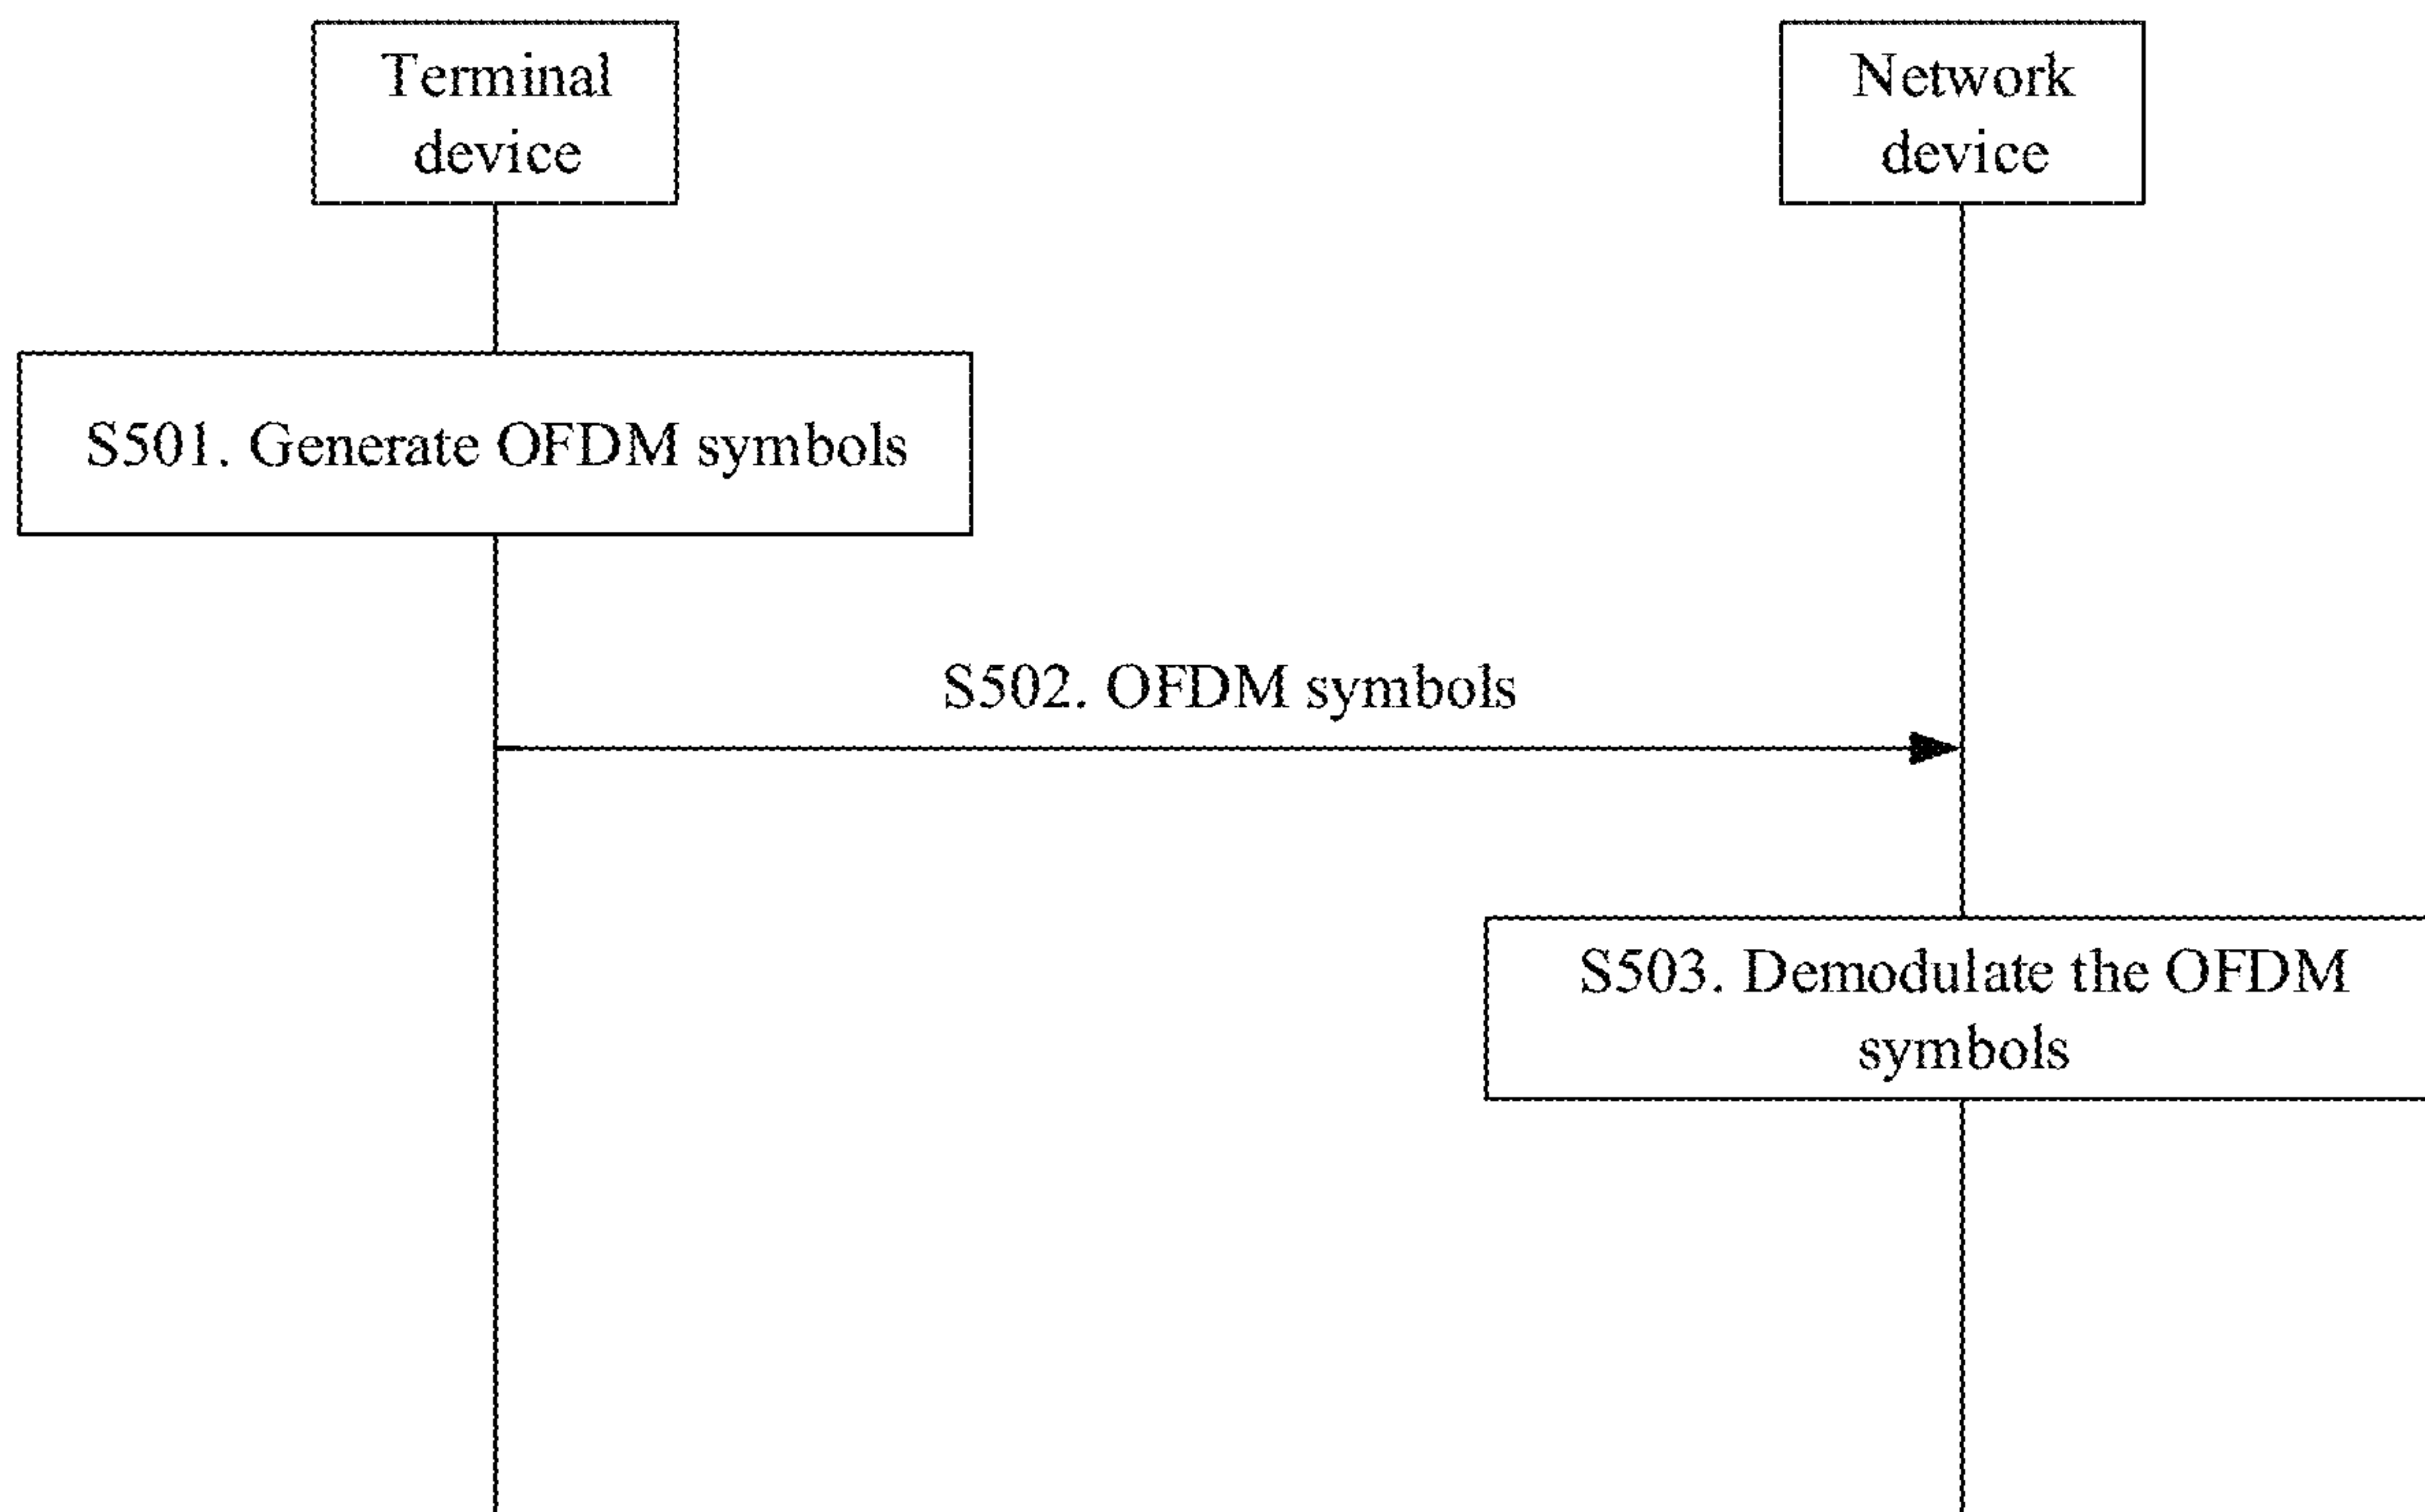 Terminal
device
Network
device
S501. Generate OFDM symbols
S502. OFDM symbols
S503. Demodulate the OFDM
symbols